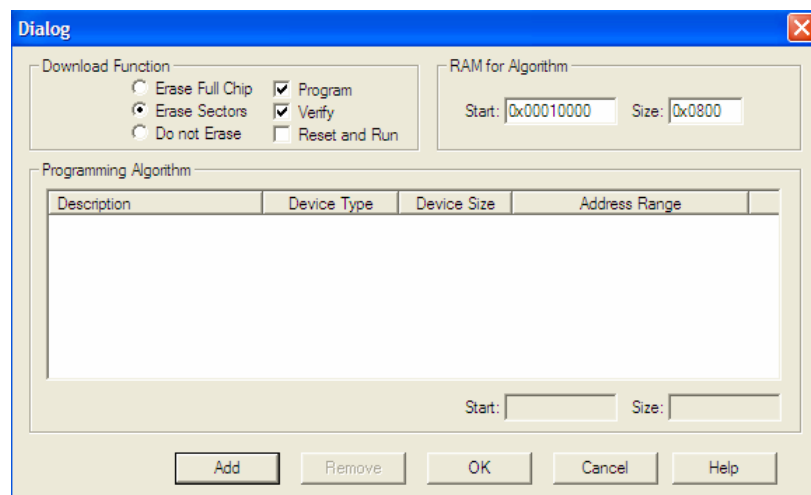 Dialog
Download Function
Erase Full Chip
Program
Erase Sectors
Verify
Do not Erase
Reset and Run
RAM for Algorithm
Start: 0x00010000 Size: 0x0800
Programming Algorithm
Description Device Type Device Size Address Range
Start: Size:
Add Remove OK Cancel Help